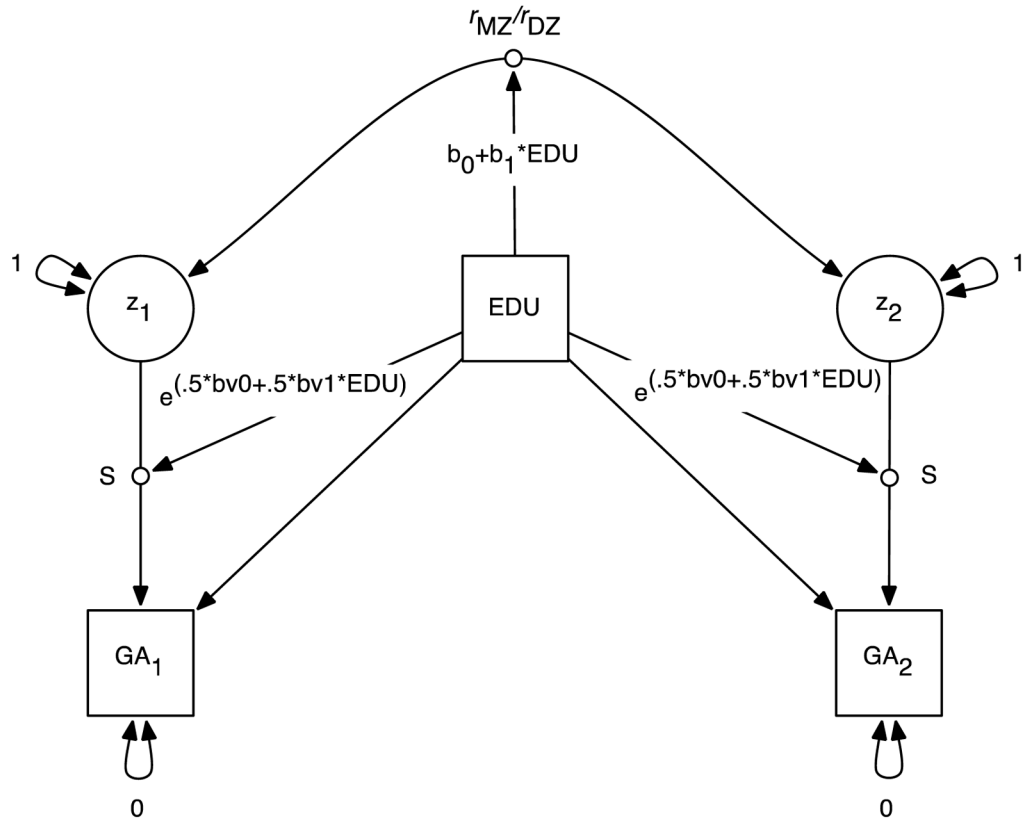 rMZ/rDZ
b0+b1*EDU
1
z1
EDU
z2
1
e(.5*bv0+.5*bv1*EDU)
e(.5*bv0+.5*bv1*EDU)
S
S
GA1
GA2
0
0